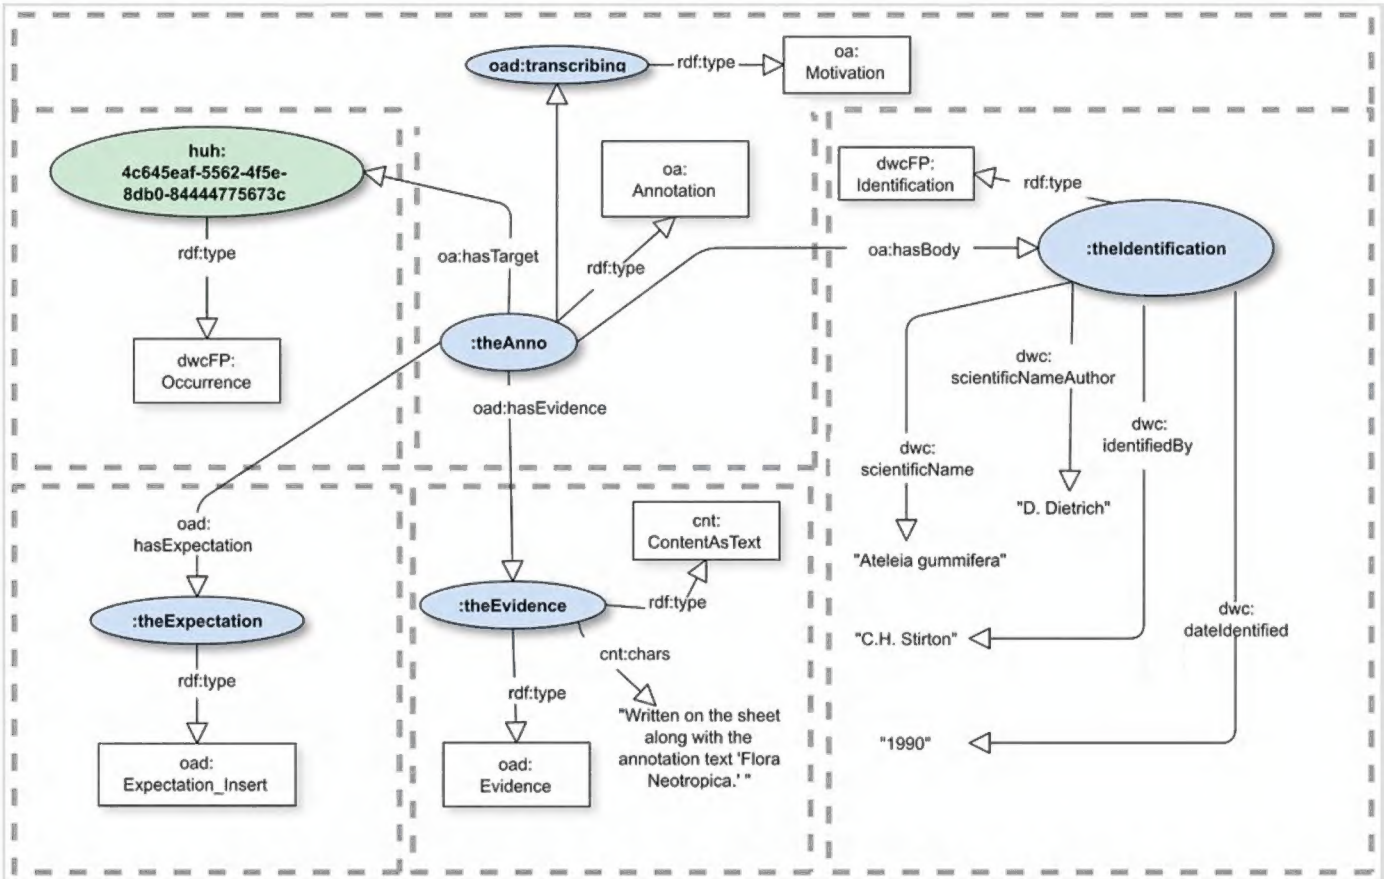 oad:transcribing
rdf:type
oa:
Motivation
huh:
4c645eaf-5562-4f5e-
8db0-84444775673c
rdf:type
dwcFP:
Occurrence
oa:hasTarget
oa:
Annotation
rdf:type
:theAnno
oa:hasBody
dwcFP:
Identification
rdf:type
:theIdentification
dwc:
scientificName
"Ateleia gummifera"
dwc:
scientificNameAuthor
"D. Dietrich"
dwc:
identifiedBy
"C.H. Stirton"
dwc:
dateIdentified
"1990"
oad:
hasExpectation
:theExpectation
rdf:type
oad:
Expectation_Insert
oad:hasEvidence
:theEvidence
rdf:type
cnt:
ContentAsText
cnt:chars
"Written on the sheet
along with the
annotation text 'Flora
Neotropica.' "
rdf:type
oad:
Evidence